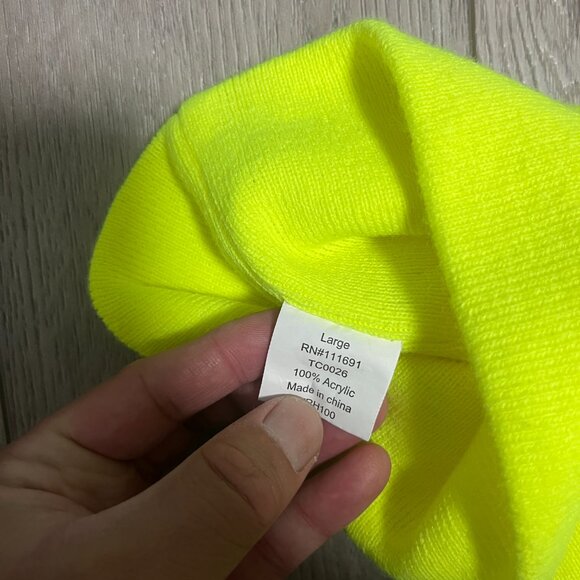 Large
RN#111691
TC0026
100% Acrylic
Made in china